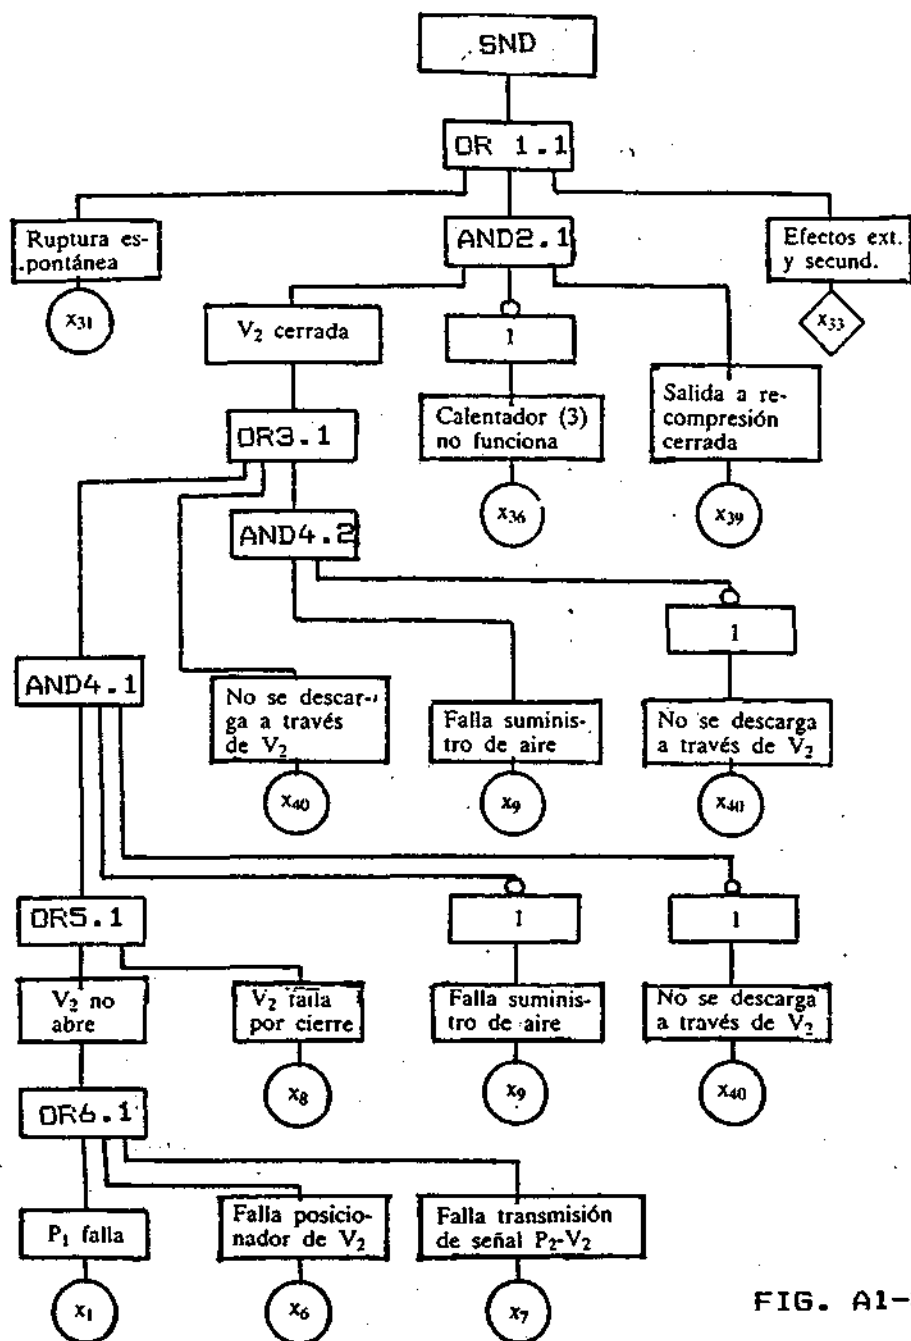 SND
OR 1.1
Ruptura es-
pontánea
AND2.1
Efectos ext.
y secund.
x31
x33
V2 cerrada
1
Calentador (3)
no funciona
Salida a re-
compresión
cerrada
OR3.1
x36
x39
AND4.2
1
AND4.1
No se descar-
ga a través
de V2
Falla suminis-
tro de aire
No se descarga
a través de V2
x40
x9
x40
OR5.1
1
1
V2 no
abre
V2 falla
por cierre
Falla suminis-
tro de aire
No se descarga
a través de V2
x8
x9
x40
OR6.1
P1 falla
Falla posicio-
nador de V2
Falla transmisión
de señal P2-V2
x1
x6
x7
FIG. A1-